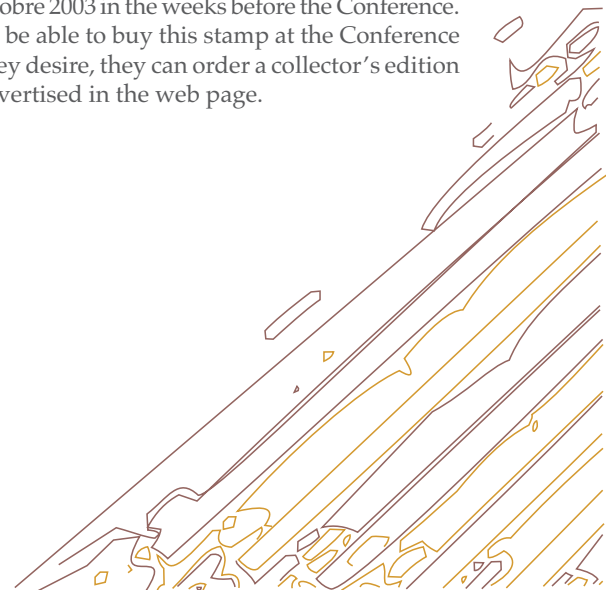 obre 2003 in the weeks before the Conference.
be able to buy this stamp at the Conference
ey desire, they can order a collector's edition
vertised in the web page.